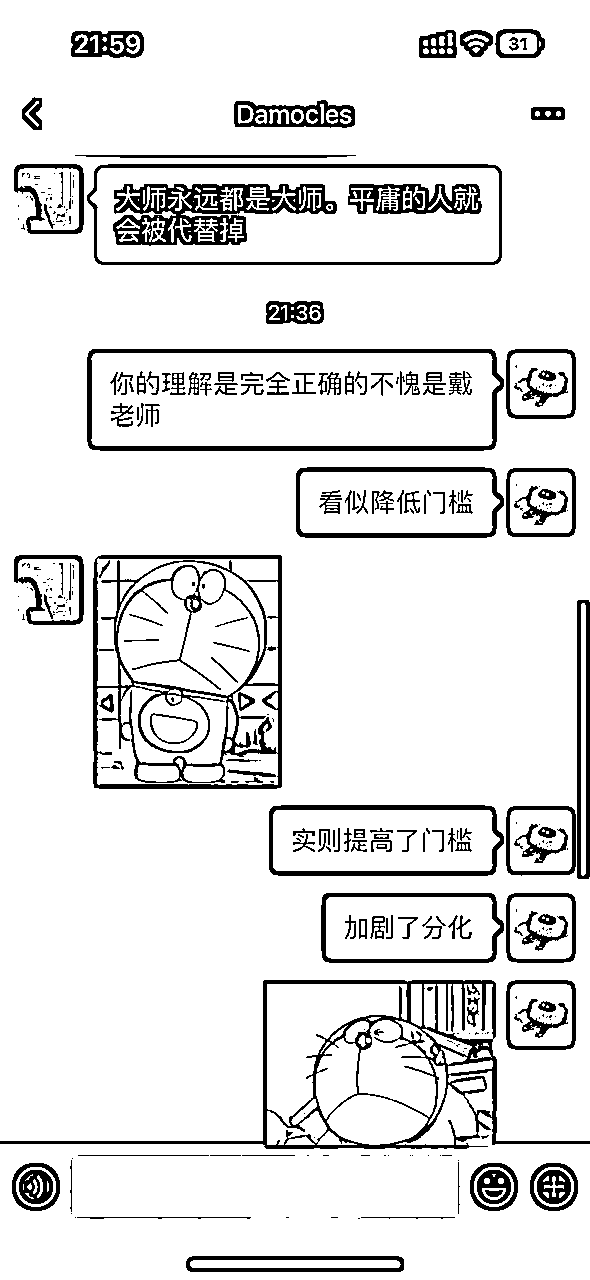 21:59
31
Damocles
大师永远都是大师。平庸的人就
会被代替掉
21:36
你的理解是完全正确的不愧是戴
老师
看似降低门槛
实则提高了门槛
加剧了分化